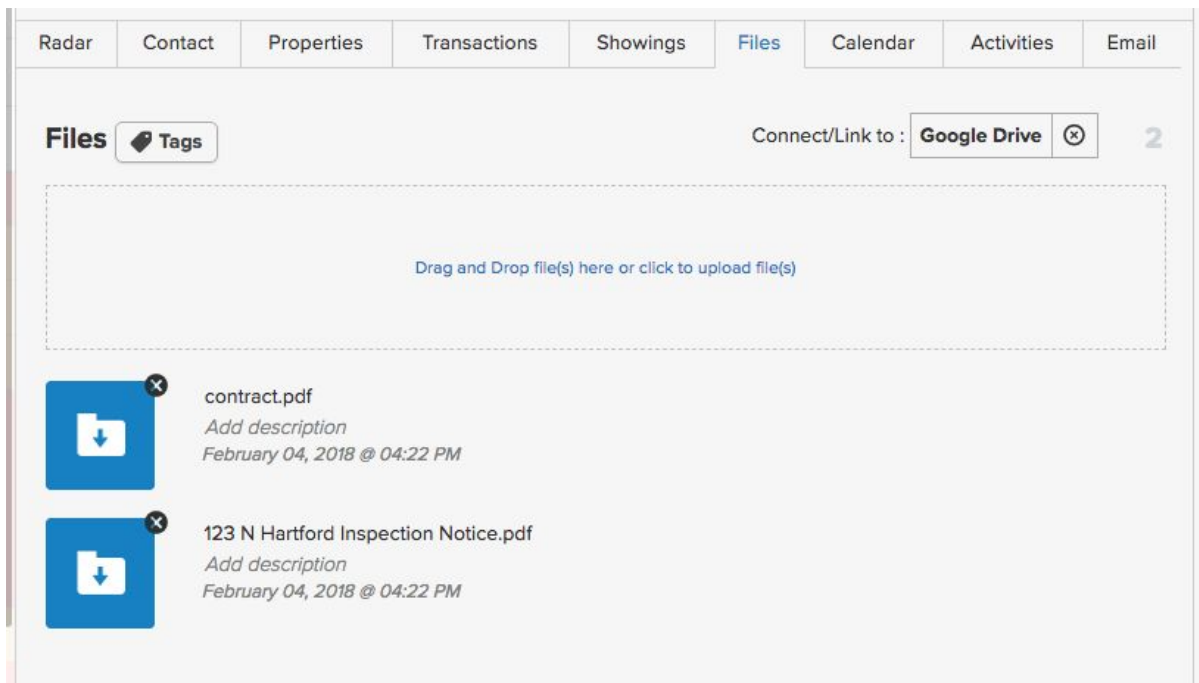 Radar Contact Properties Transactions Showings Files Calendar Activities Email
Files Tags Connect/Link to : Google Drive 2
Drag and Drop file(s) here or click to upload file(s)
contract.pdf
Add description
February 04, 2018 @ 04:22 PM
123 N Hartford Inspection Notice.pdf
Add description
February 04, 2018 @ 04:22 PM